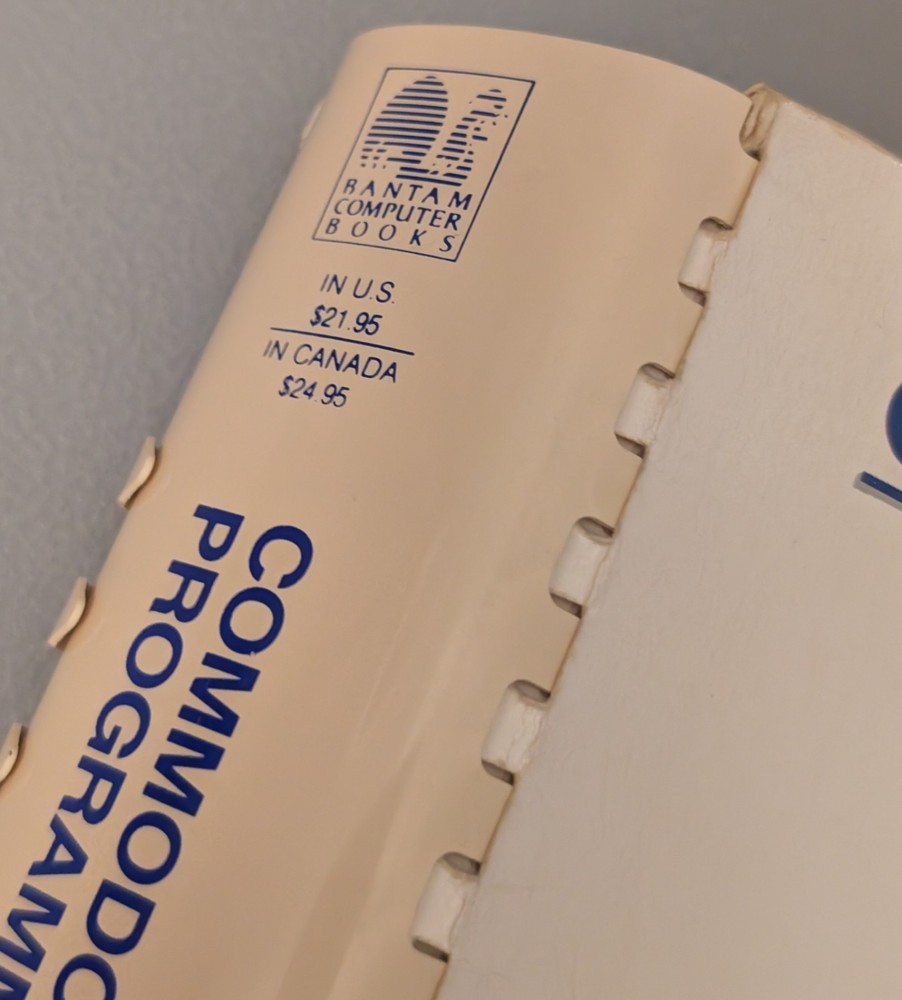 BANTAM
COMPUTER
BOOKS
IN U.S.
$21.95
IN CANADA
$24.95
COMMODO
PROGRAM